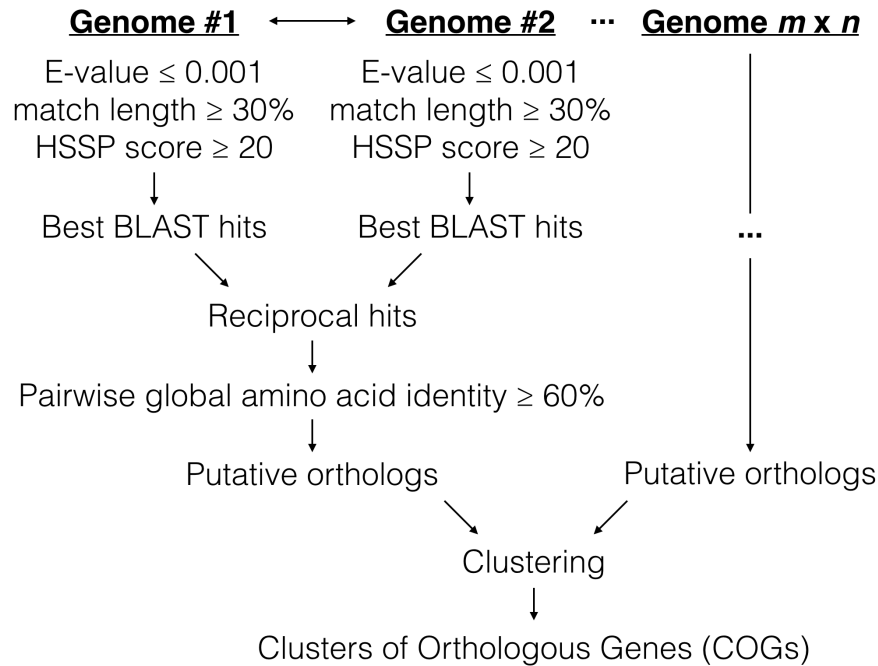 Genome #1 Genome #2 ... Genome m x n
E-value ≤ 0.001 E-value ≤ 0.001
match length ≥ 30% match length ≥ 30%
HSSP score ≥ 20 HSSP score ≥ 20
Best BLAST hits Best BLAST hits ...
Reciprocal hits
Pairwise global amino acid identity ≥ 60%
Putative orthologs Putative orthologs
Clustering
Clusters of Orthologous Genes (COGs)